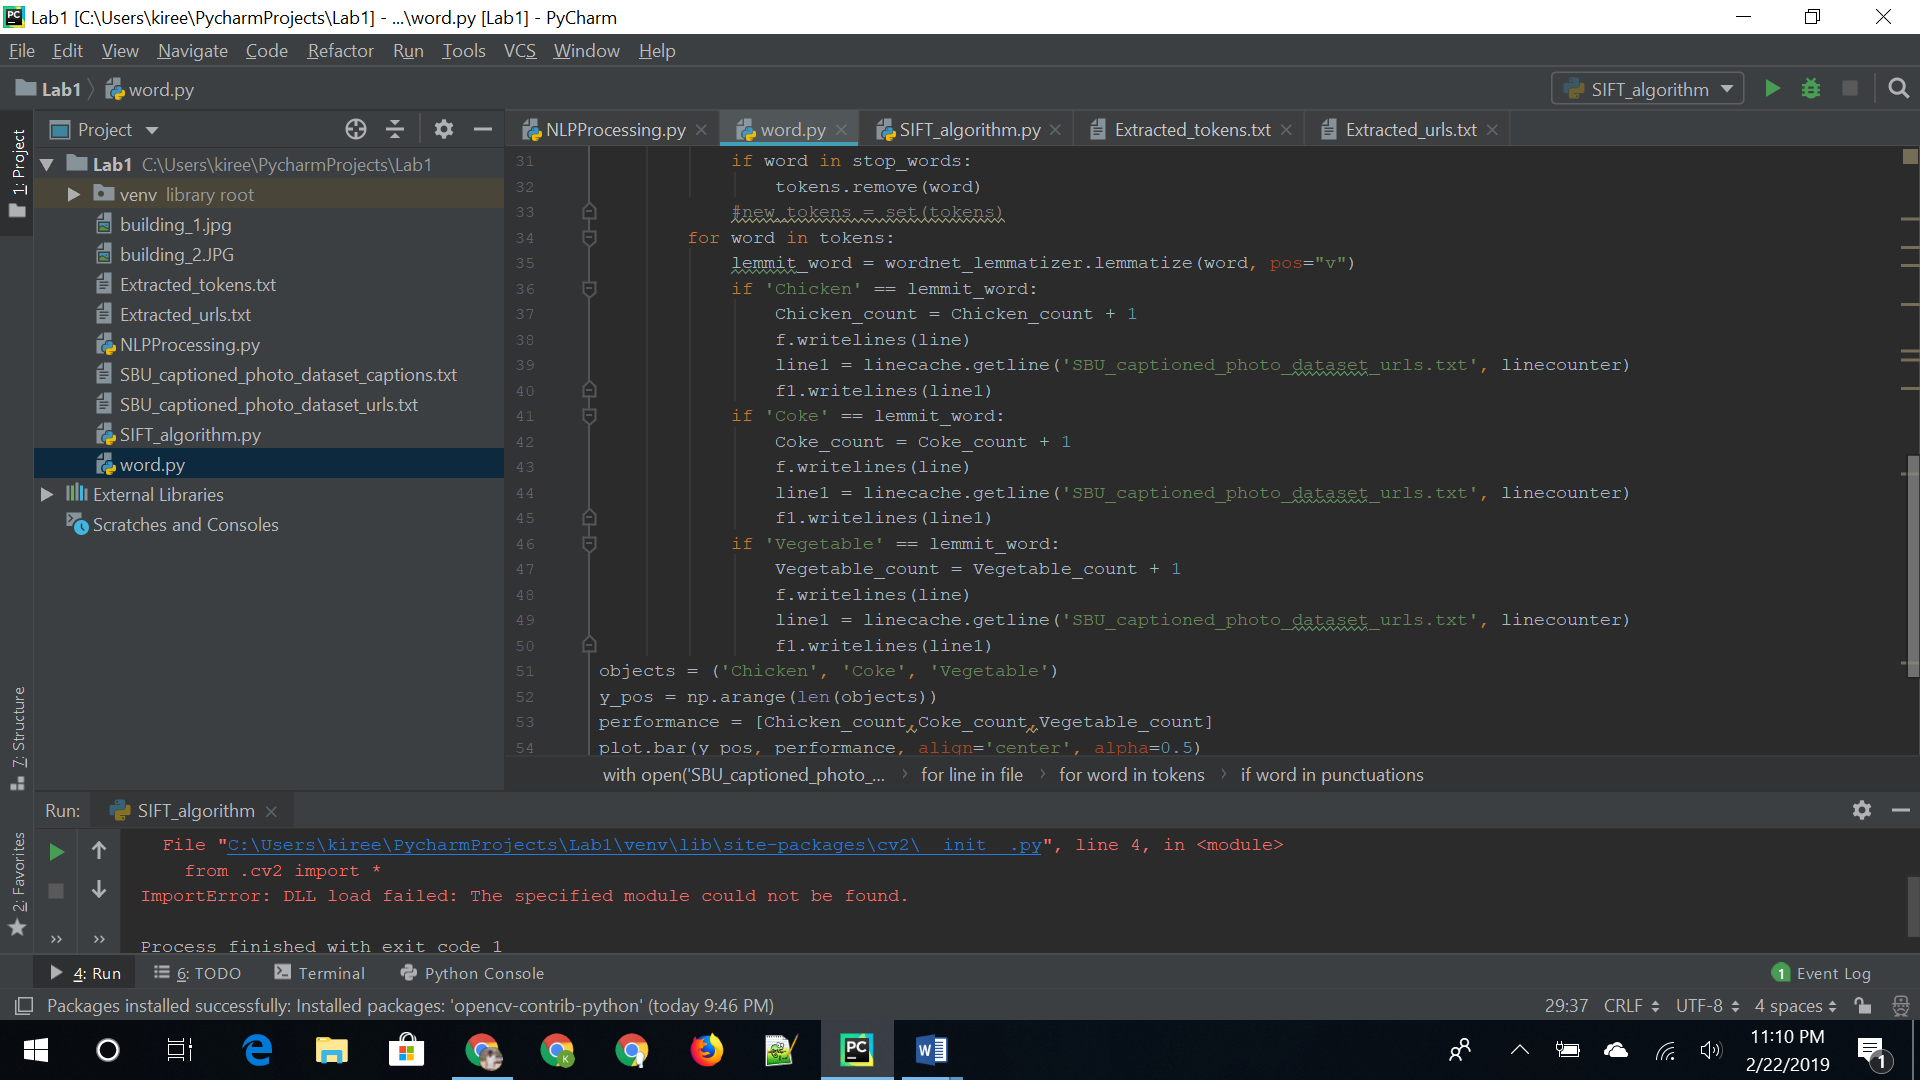 Lab1 [C:\Users\kiree\PycharmProjects\Lab1] - ...\word.py [Lab1] - PyCharm
File Edit View Navigate Code Refactor Run Tools VCS Window Help
Lab1 word.py
SIFT_algorithm
1: Project
Project
NLPProcessing.py word.py SIFT_algorithm.py Extracted_tokens.txt Extracted_urls.txt
Lab1 C:\Users\kiree\PycharmProjects\Lab1
venv library root
building_1.jpg
building_2.JPG
Extracted_tokens.txt
Extracted_urls.txt
NLPProcessing.py
SBU_captioned_photo_dataset_captions.txt
SBU_captioned_photo_dataset_urls.txt
SIFT_algorithm.py
word.py
External Libraries
Scratches and Consoles
31 if word in stop_words:
32 tokens.remove(word)
33 #new_tokens = set(tokens)
34 for word in tokens:
35 lemmit_word = wordnet_lemmatizer.lemmatize(word, pos="v")
36 if 'Chicken' == lemmit_word:
37 Chicken_count = Chicken_count + 1
38 f.writelines(line)
39 line1 = linecache.getline('SBU_captioned_photo_dataset_urls.txt', linecounter)
40 f1.writelines(line1)
41 if 'Coke' == lemmit_word:
42 Coke_count = Coke_count + 1
43 f.writelines(line)
44 line1 = linecache.getline('SBU_captioned_photo_dataset_urls.txt', linecounter)
45 f1.writelines(line1)
46 if 'Vegetable' == lemmit_word:
47 Vegetable_count = Vegetable_count + 1
48 f.writelines(line)
49 line1 = linecache.getline('SBU_captioned_photo_dataset_urls.txt', linecounter)
50 f1.writelines(line1)
51 objects = ('Chicken', 'Coke', 'Vegetable')
52 y_pos = np.arange(len(objects))
53 performance = [Chicken_count,Coke_count,Vegetable_count]
54 plot.bar(y_pos, performance, align='center', alpha=0.5)
with open('SBU_captioned_photo_... for line in file for word in tokens if word in punctuations
7: Structure
2: Favorites
Run: SIFT_algorithm
File "C:\Users\kiree\PycharmProjects\Lab1\venv\lib\site-packages\cv2\__init__.py", line 4, in <module>
from .cv2 import *
ImportError: DLL load failed: The specified module could not be found.
Process finished with exit code 1
4: Run 6: TODO Terminal Python Console 1 Event Log
Packages installed successfully: Installed packages: 'opencv-contrib-python' (today 9:46 PM) 29:37 CRLF UTF-8 4 spaces
11:10 PM
2/22/2019
1